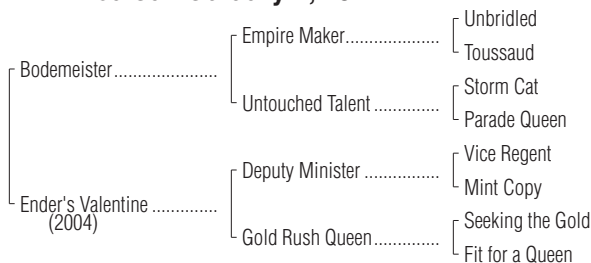 Unbridled
Empire Maker....................
Toussaud
Bodemeister......................
Storm Cat
Untouched Talent ..............
Parade Queen
Vice Regent
Deputy Minister ................
Mint Copy
Ender's Valentine ..............
(2004)
Seeking the Gold
Gold Rush Queen..............
Fit for a Queen